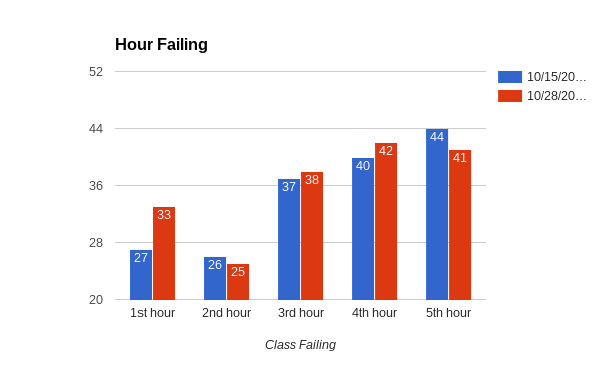 Hour Failing
52
44
36
28
20
10/15/20...
10/28/20...
27
33
26
25
37
38
40
42
44
41
1st hour
2nd hour
3rd hour
4th hour
5th hour
Class Failing